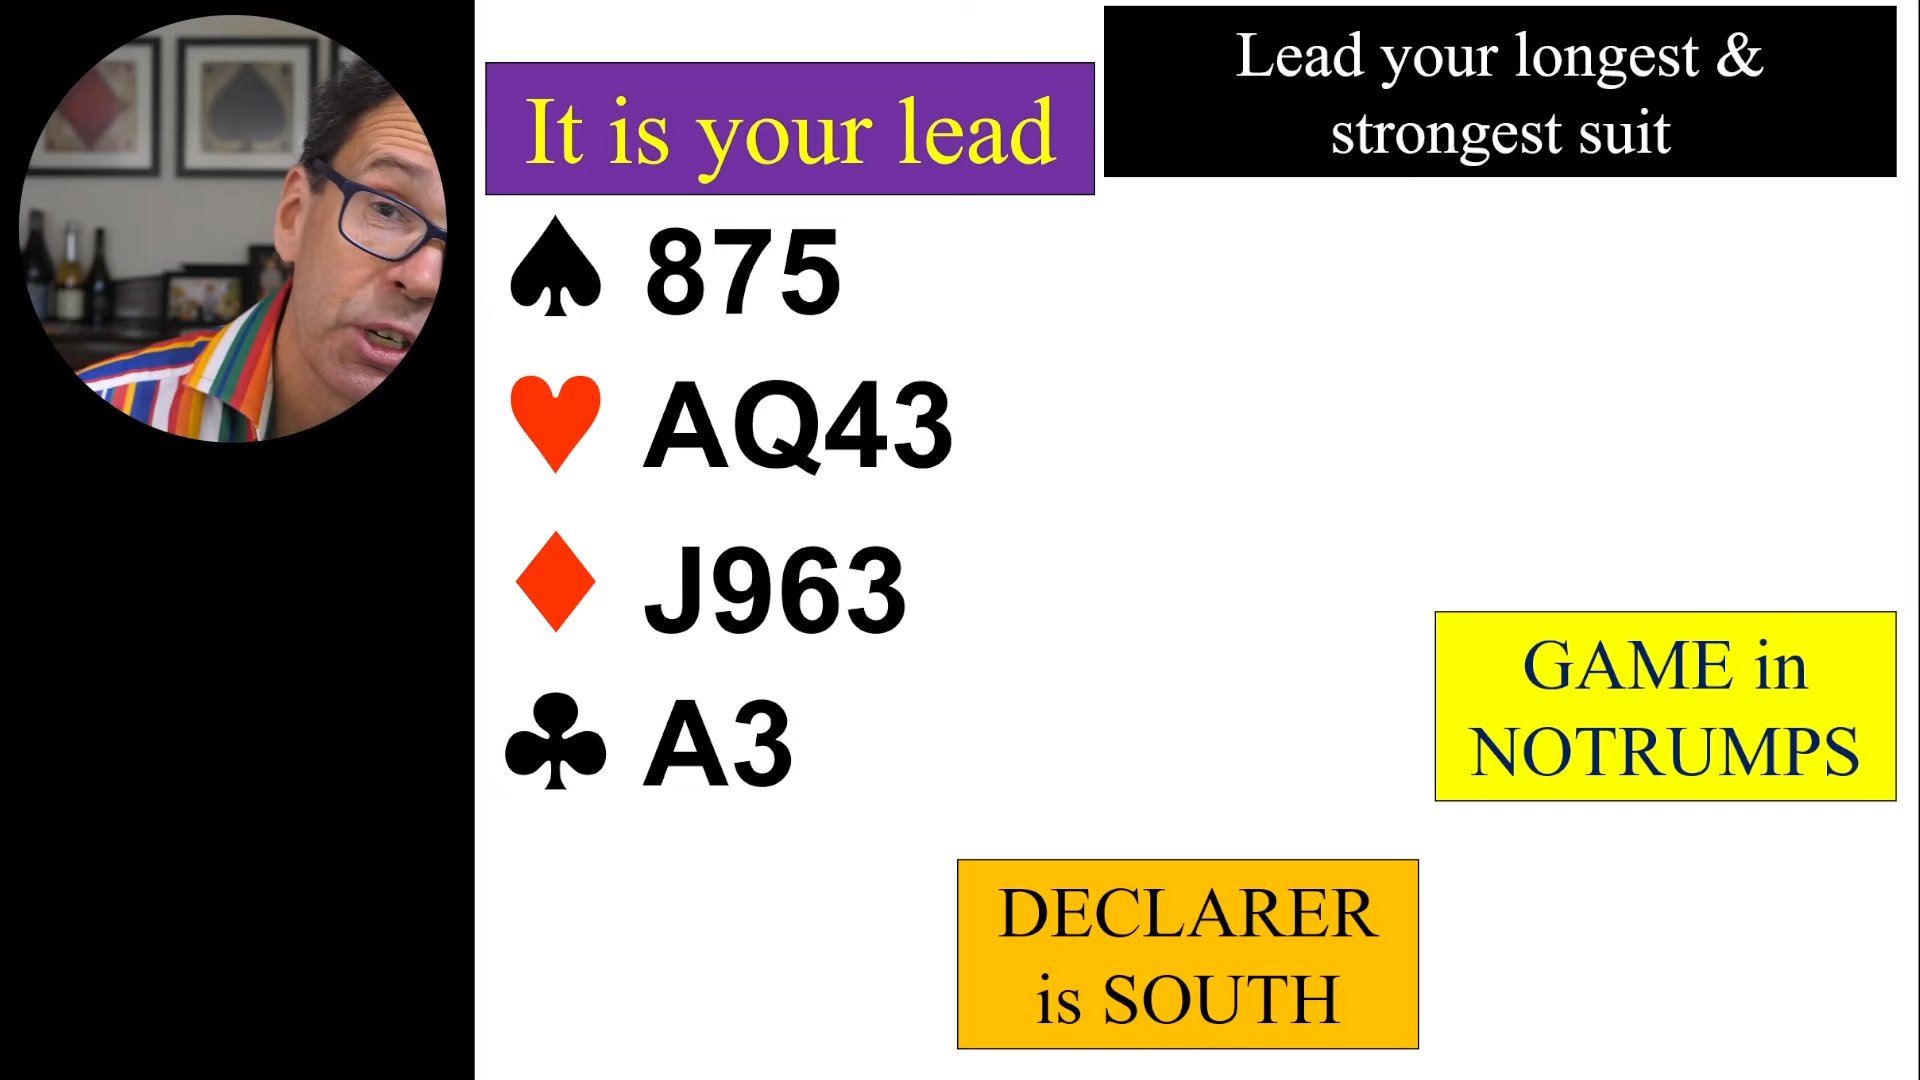 Lead your longest &
strongest suit
It is your lead
♠ 875
♥ AQ43
♦ J963
♣ A3
GAME in
NOTRUMPS
DECLARER
is SOUTH